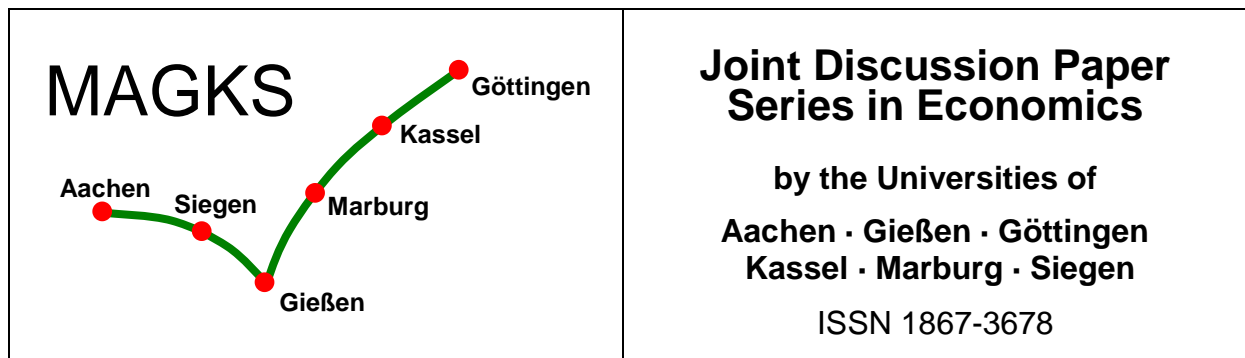 MAGKS
Göttingen
Kassel
Marburg
Aachen
Siegen
Gießen
Joint Discussion Paper
Series in Economics
by the Universities of
Aachen · Gießen · Göttingen
Kassel · Marburg · Siegen
ISSN 1867-3678